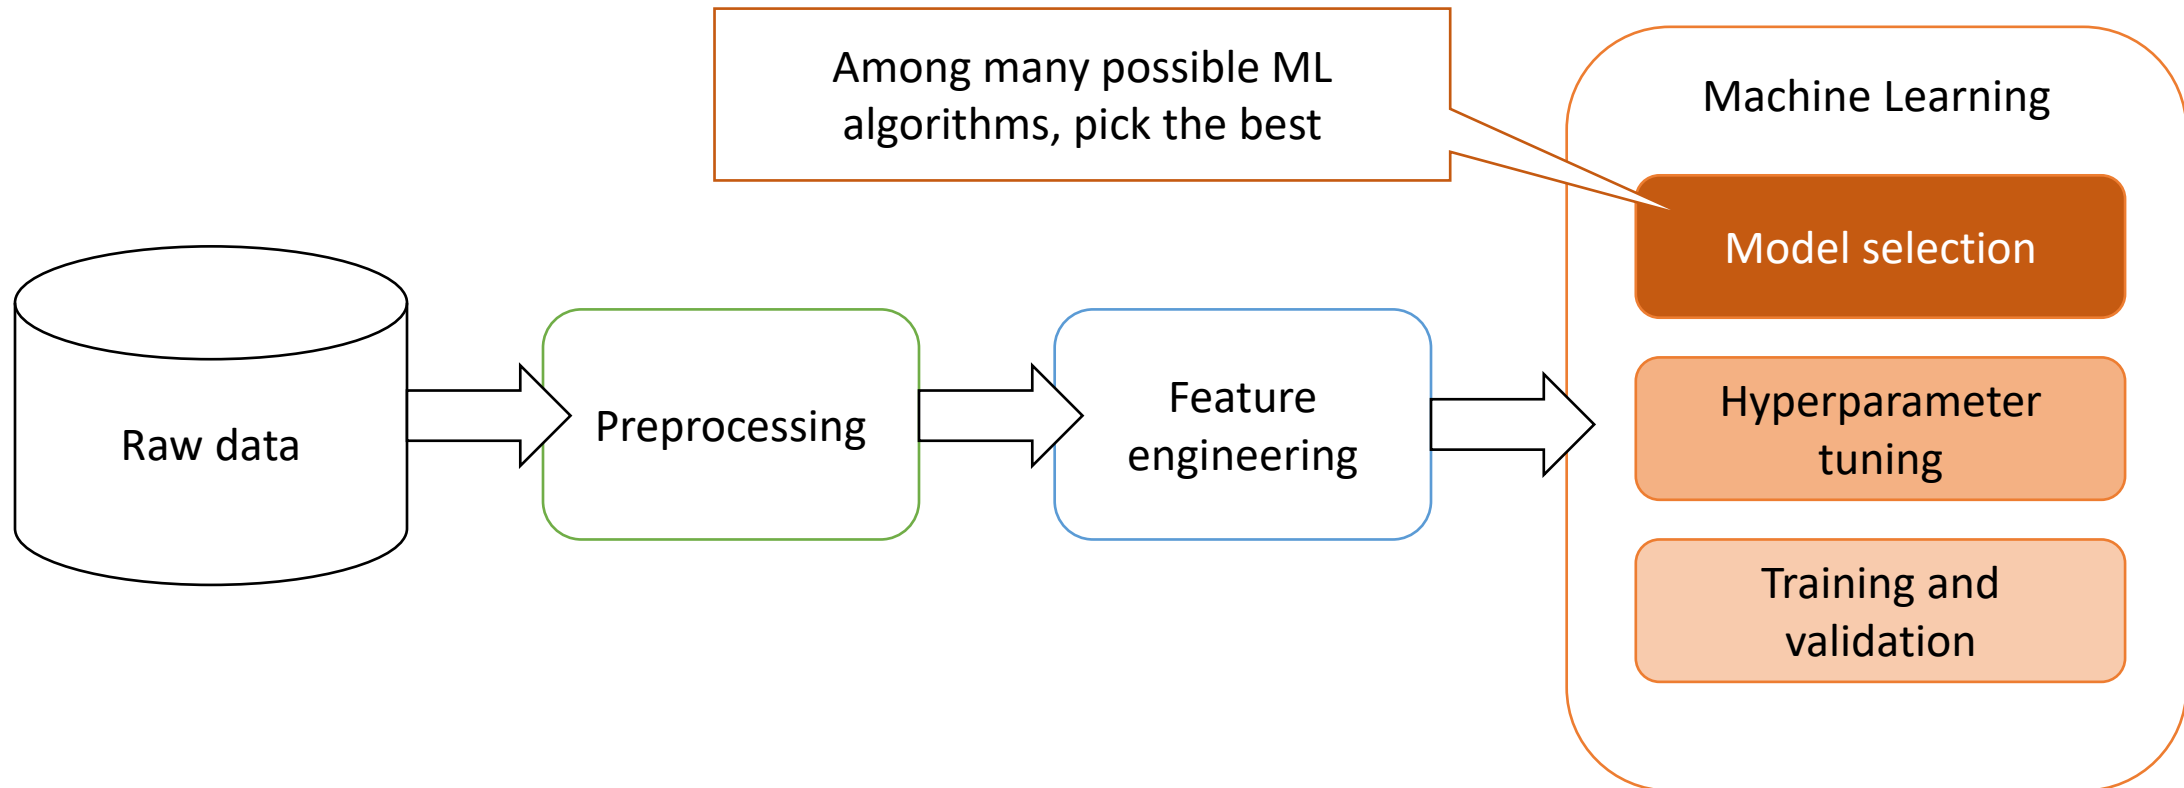 Among many possible ML
algorithms, pick the best
Machine Learning
Model selection
Raw data
Preprocessing
Feature
engineering
Hyperparameter
tuning
Training and
validation